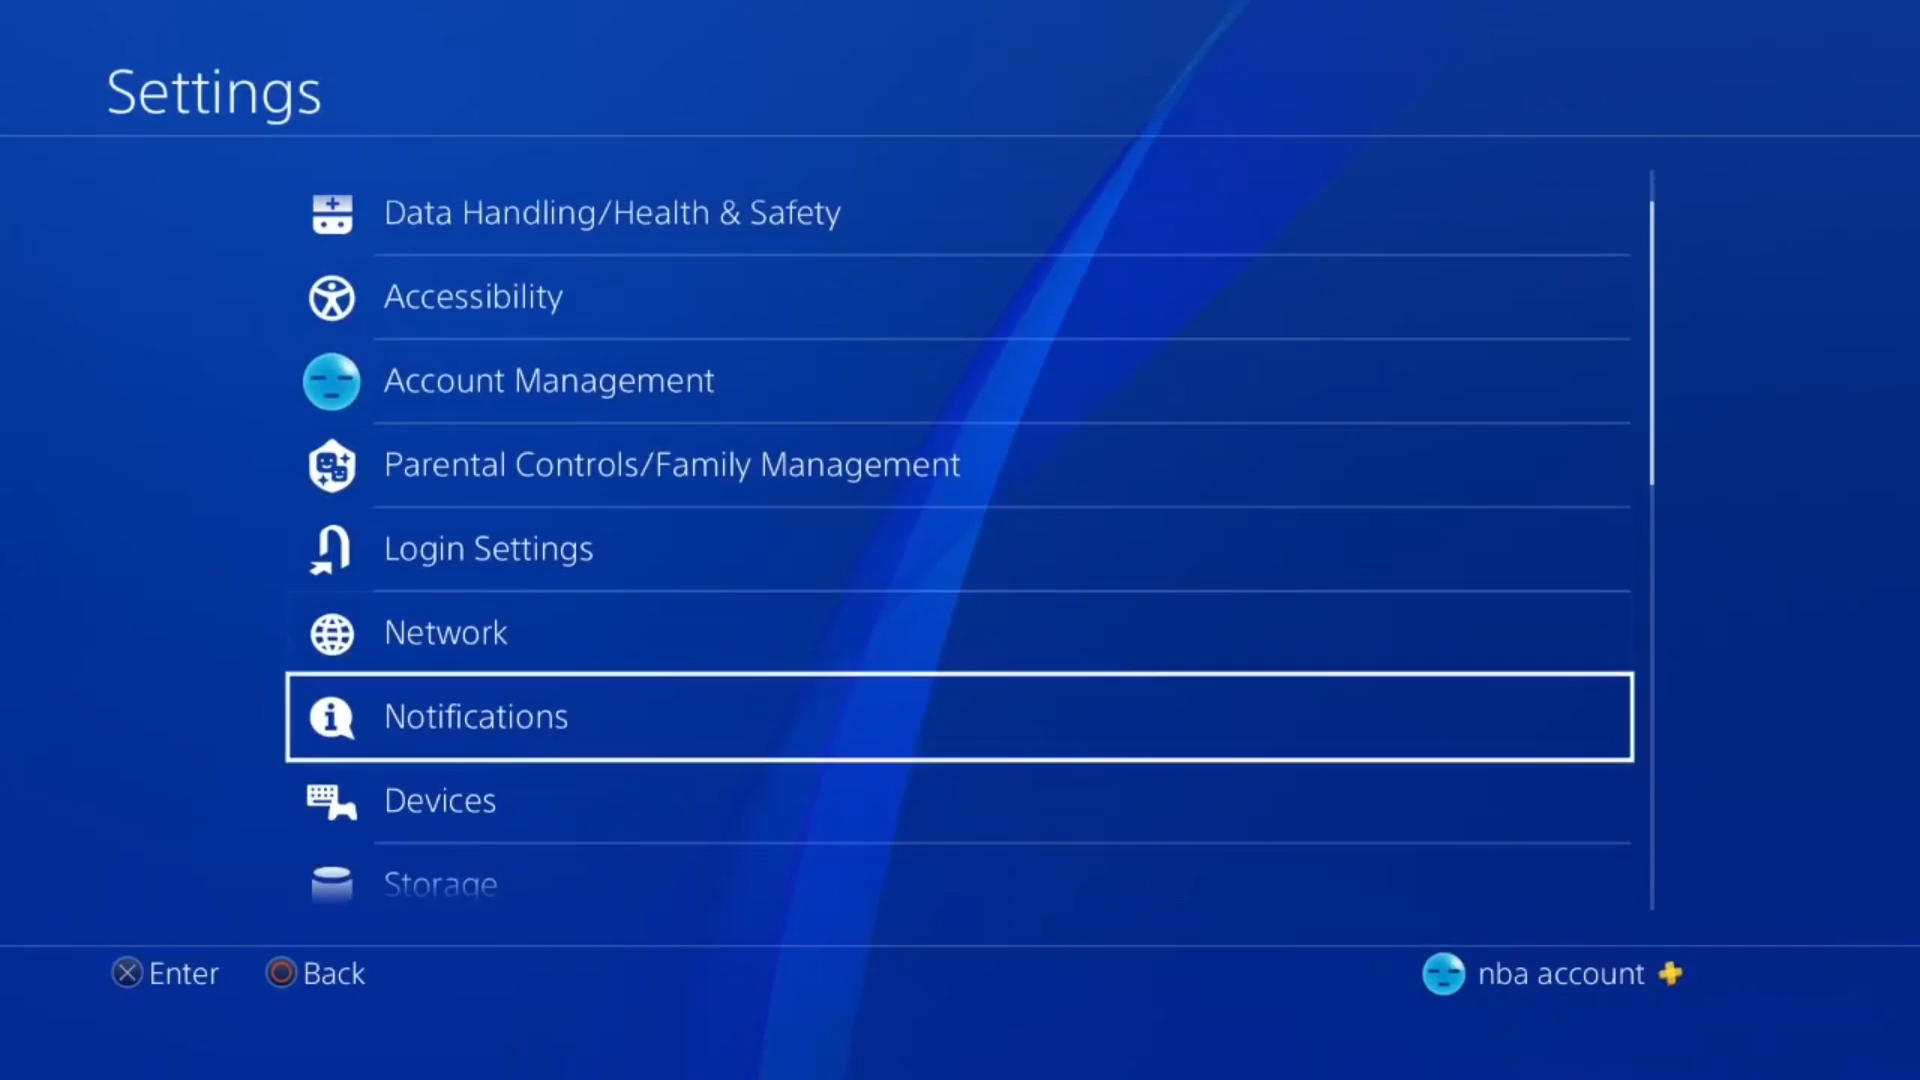 Settings
Data Handling/Health & Safety
Accessibility
Account Management
Parental Controls/Family Management
Login Settings
Network
Notifications
Devices
Storage
Enter Back nba account